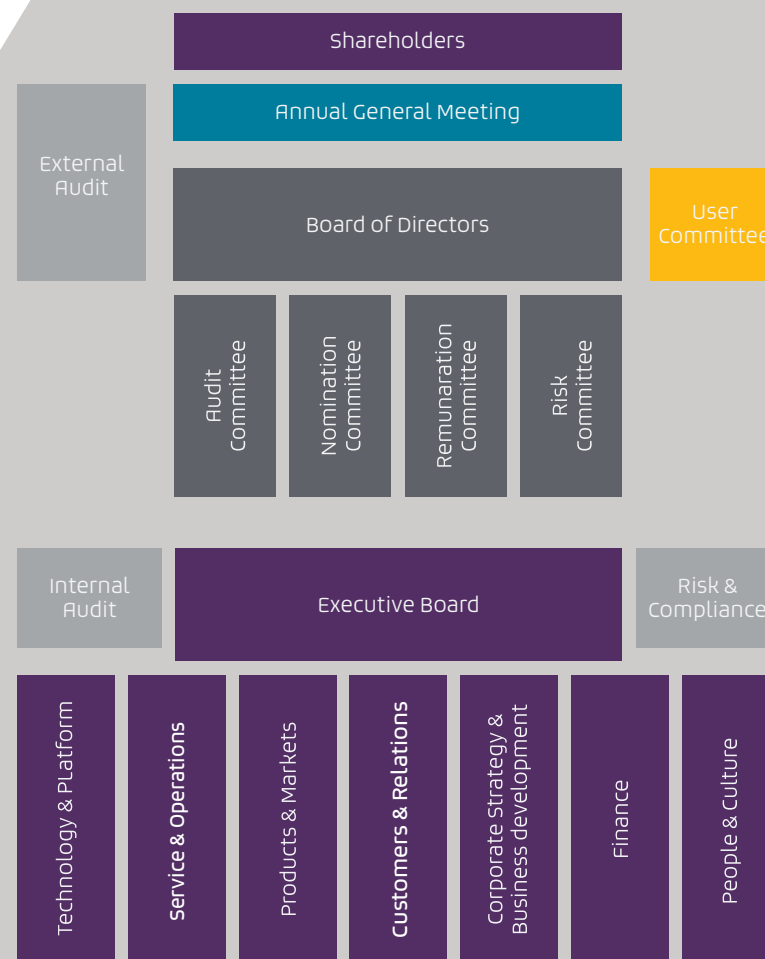 Shareholders
Annual General Meeting
External
Audit
Board of Directors
User
Committee
Audit
Committee
Nomination
Committee
Remunaration
Committee
Risk
Committee
Internal
Audit
Executive Board
Risk &
Compliance
Technology & PLatform
Service & Operations
Products & Markets
Customers & Relations
Corporate Strategy &
Business development
Finance
People & Culture